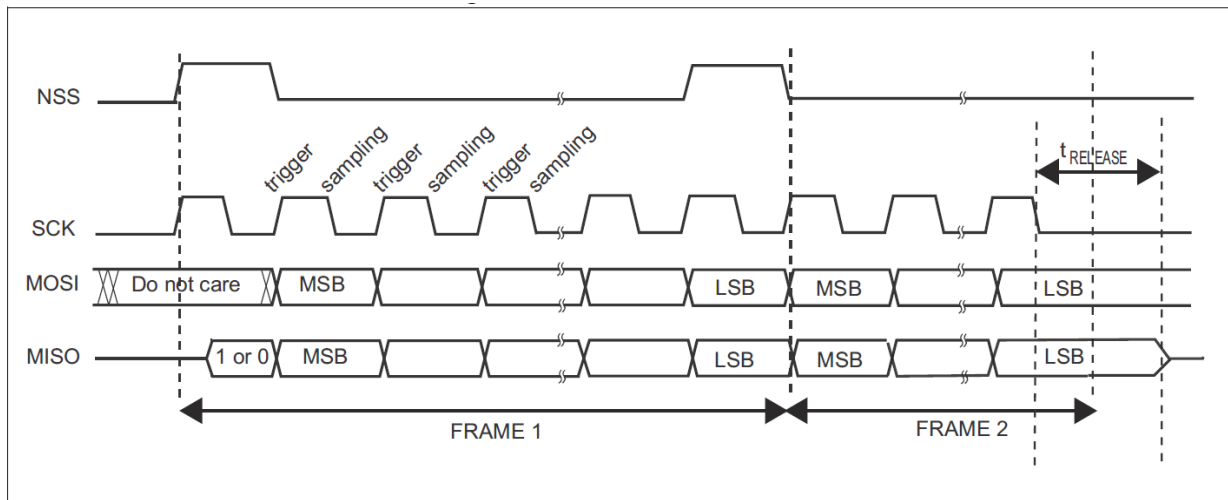 NSS
trigger sampling trigger sampling trigger sampling
t RELEASE
SCK
MOSI Do not care MSB LSB MSB LSB
MISO 1 or 0 MSB LSB MSB LSB
FRAME 1 FRAME 2